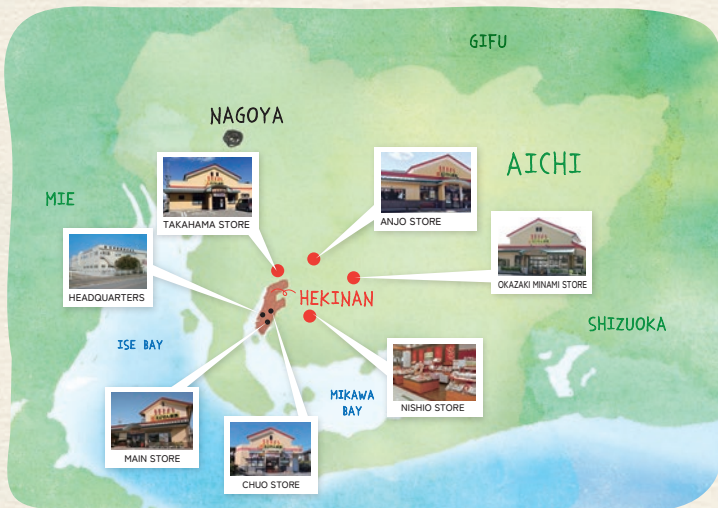 GIFU
NAGOYA
AICHI
MIE
TAKAHAMA STORE
ANJO STORE
OKAZAKI MINAMI STORE
HEADQUARTERS
HEKINAN
SHIZUOKA
ISE BAY
MIKAWA
BAY
NISHIO STORE
MAIN STORE
CHUO STORE